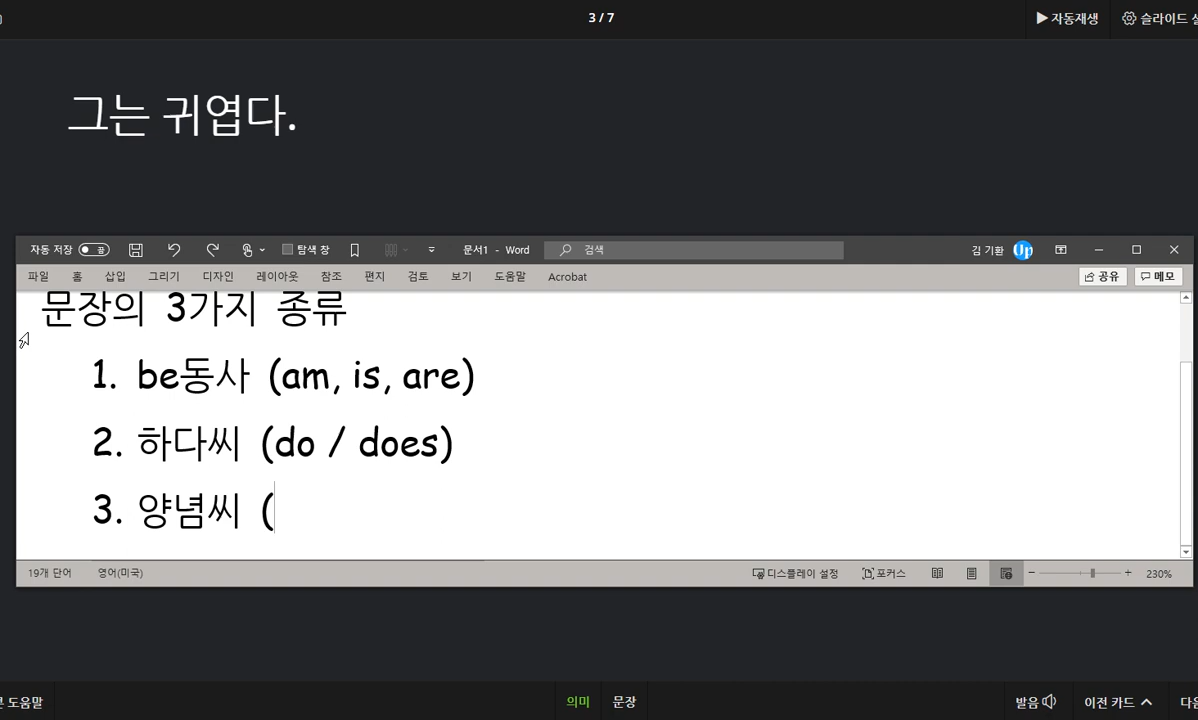 3 / 7
▶ 자동재생
슬라이드
그는 귀엽다.
자동 저장
끔
탐색 창
문서1 - Word
검색
김 기환
Up
파일 홈 삽입 그리기 디자인 레이아웃 참조 편지 검토 보기 도움말 Acrobat
공유
메모
문장의 3가지 종류
1. be동사 (am, is, are)
2. 하다씨 (do / does)
3. 양념씨 (
19개 단어
영어(미국)
디스플레이 설정
포커스
230%
도움말
의미
문장
발음
이전 카드